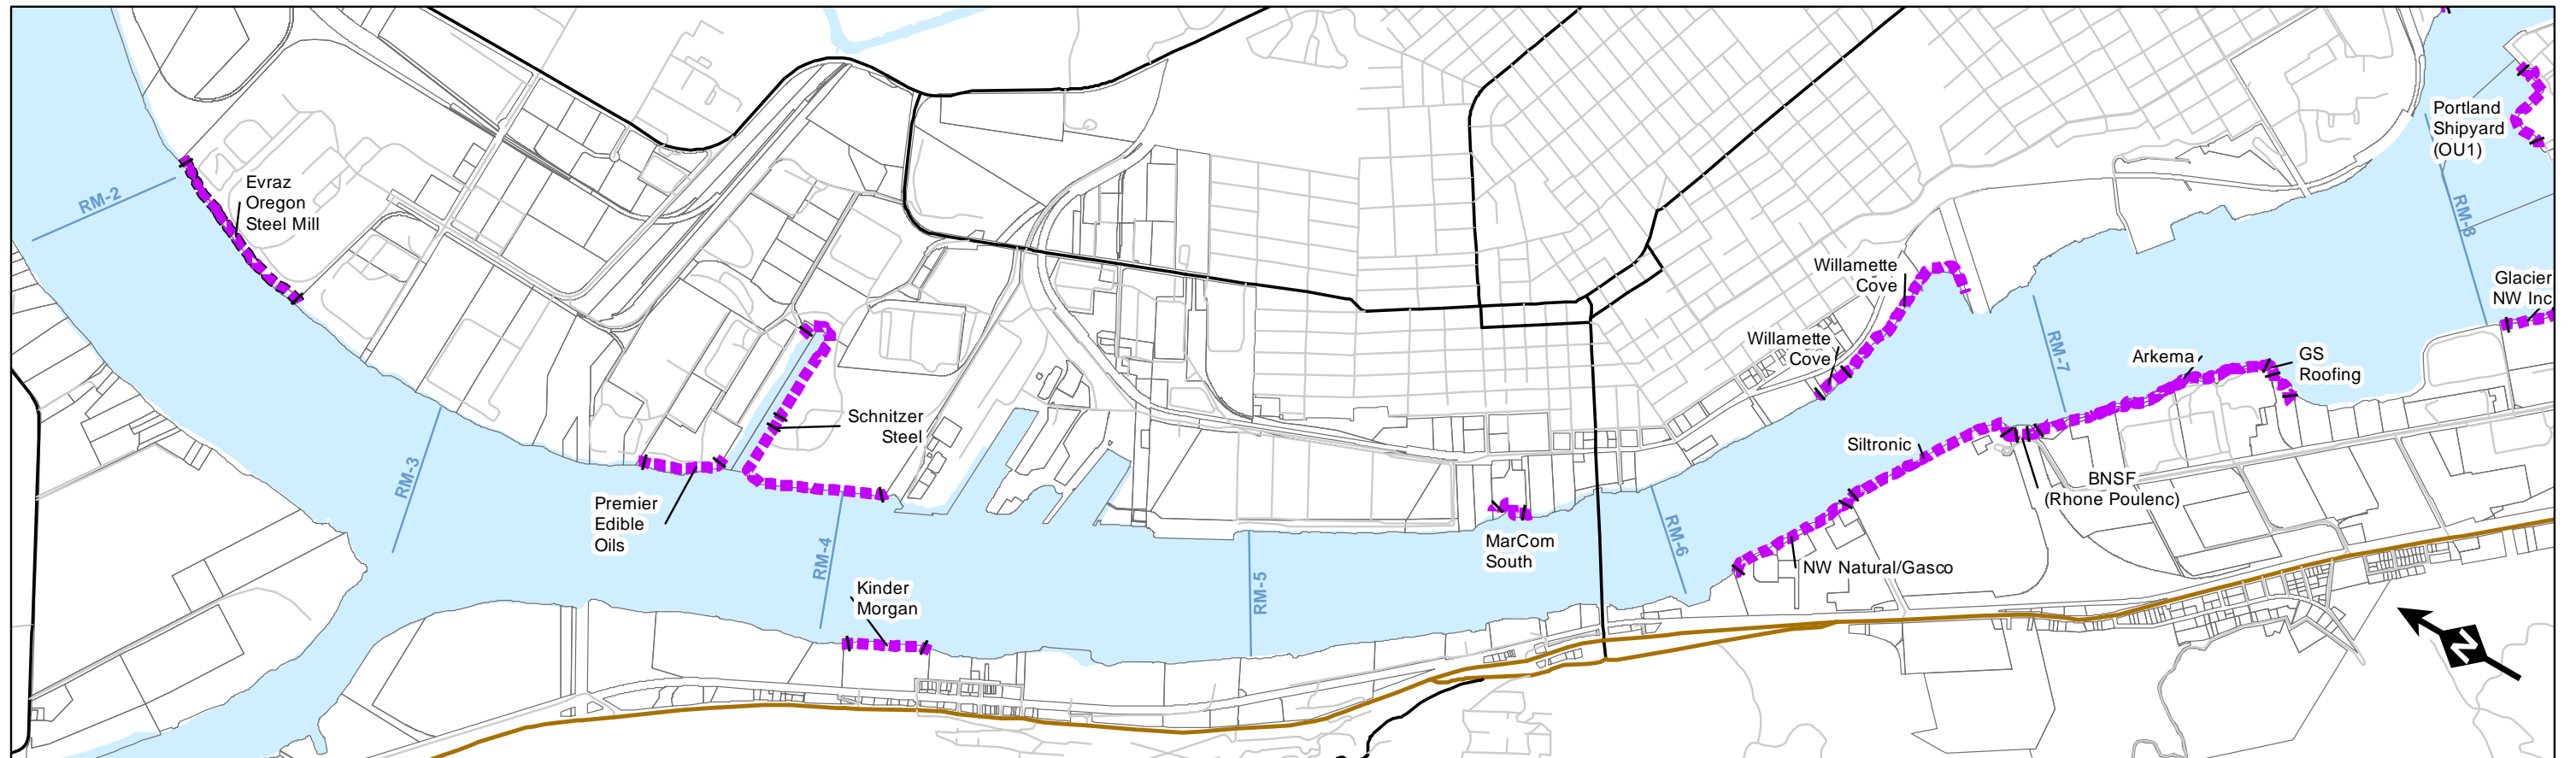 RM-2
Evraz
Oregon
Steel Mill
RM-3
Premier
Edible
Oils
Schnitzer
Steel
RM-4
Kinder
Morgan
RM-5
MarCom
South
RM-6
Willamette
Cove
Willamette
Cove
NW Natural/Gasco
Siltronic
BNSF
(Rhone Poulenc)
RM-7
Arkema
GS
Roofing
Portland
Shipyard
(OU1)
RM-8
Glacier
NW Inc
N